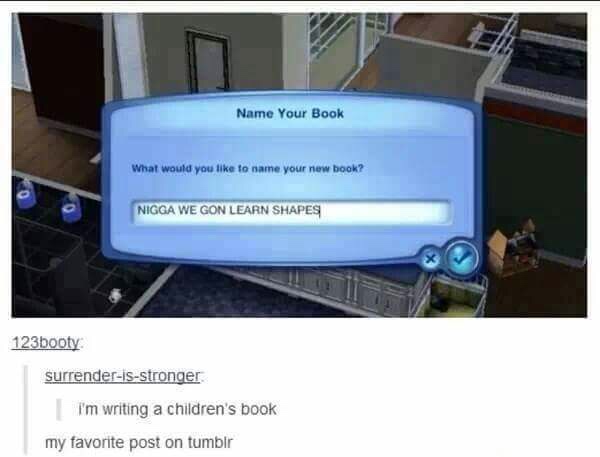 Name Your Book
What would you like to name your new book?
NIGGA WE GON LEARN SHAPES
123booty:
surrender-is-stronger:
i'm writing a children's book
my favorite post on tumblr